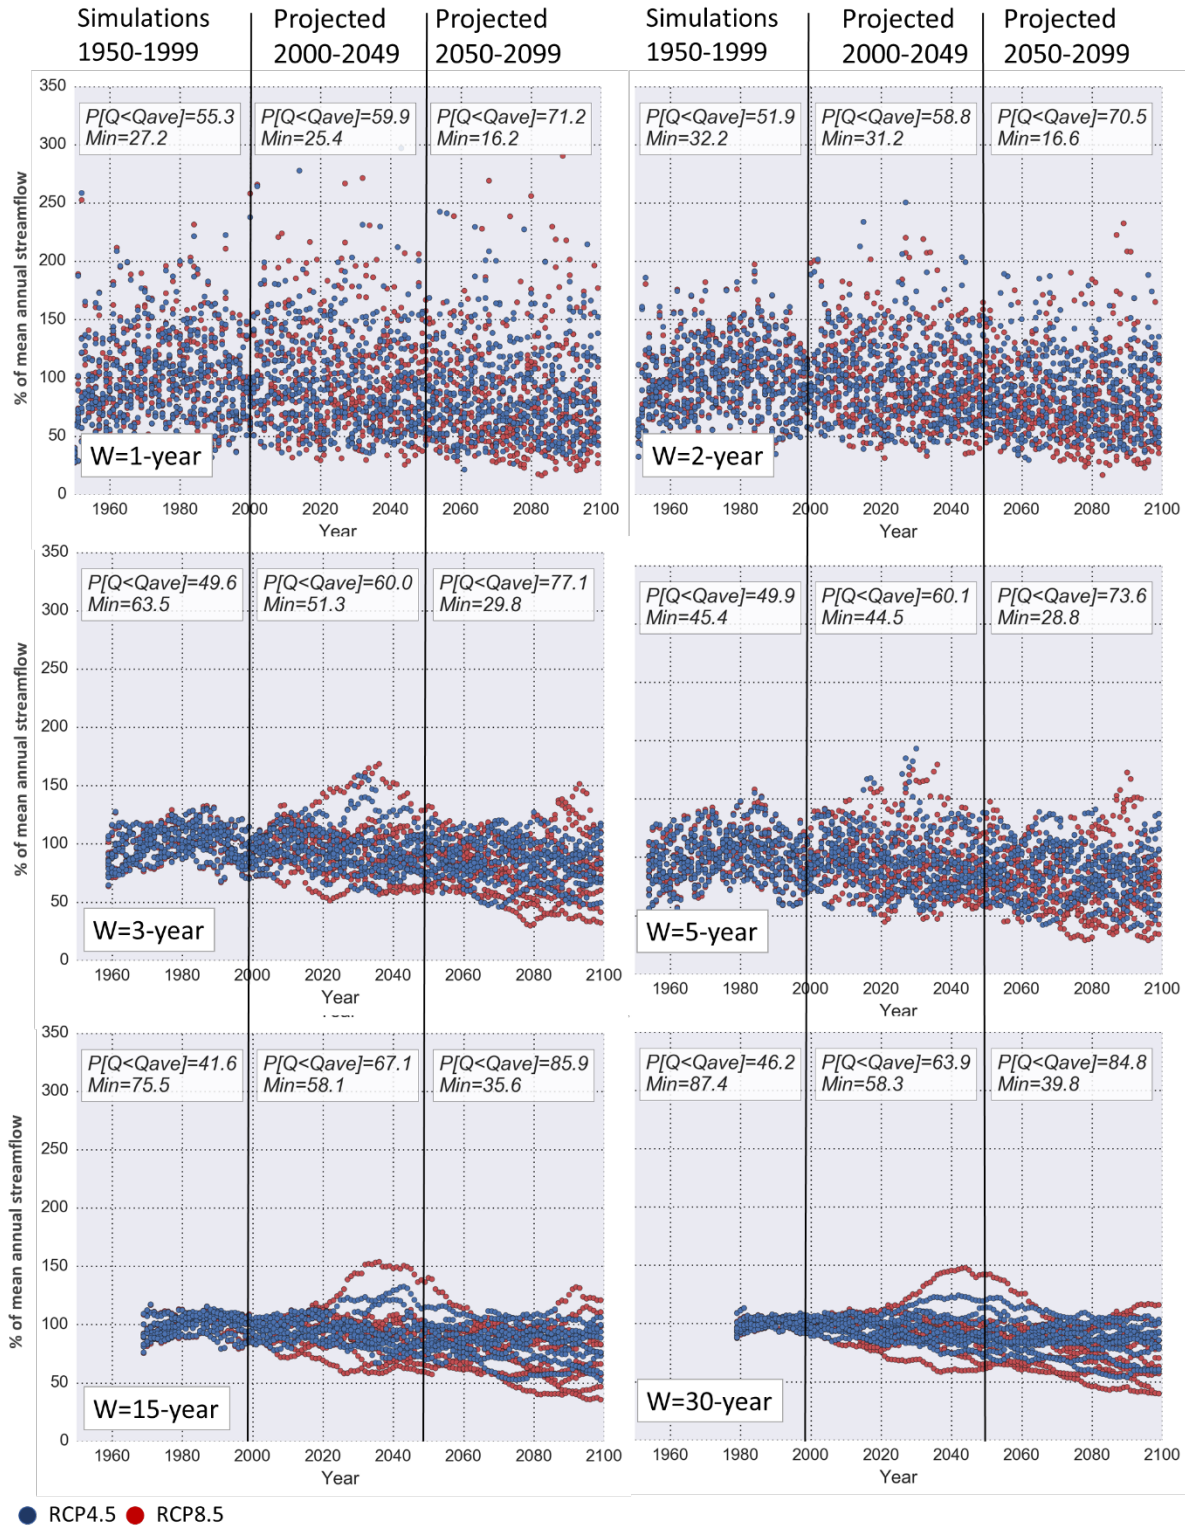 Simulations
1950-1999
Projected
2000-2049
Projected
2050-2099
Simulations
1950-1999
Projected
2000-2049
Projected
2050-2099
% of mean annual streamflow
350
300
250
200
150
100
50
0
P[Q<Qave]=55.3
Min=27.2
P[Q<Qave]=59.9
Min=25.4
P[Q<Qave]=71.2
Min=16.2
W=1-year
1960 1980 2000 2020 2040 2060 2080 2100
Year
P[Q<Qave]=51.9
Min=32.2
P[Q<Qave]=58.8
Min=31.2
P[Q<Qave]=70.5
Min=16.6
W=2-year
1960 1980 2000 2020 2040 2060 2080 2100
Year
% of mean annual streamflow
350
300
250
200
150
100
50
0
P[Q<Qave]=49.6
Min=63.5
P[Q<Qave]=60.0
Min=51.3
P[Q<Qave]=77.1
Min=29.8
W=3-year
1960 1980 2000 2020 2040 2060 2080 2100
Year
P[Q<Qave]=49.9
Min=45.4
P[Q<Qave]=60.1
Min=44.5
P[Q<Qave]=73.6
Min=28.8
W=5-year
1960 1980 2000 2020 2040 2060 2080 2100
Year
% of mean annual streamflow
350
300
250
200
150
100
50
0
P[Q<Qave]=41.6
Min=75.5
P[Q<Qave]=67.1
Min=58.1
P[Q<Qave]=85.9
Min=35.6
W=15-year
1960 1980 2000 2020 2040 2060 2080 2100
Year
P[Q<Qave]=46.2
Min=87.4
P[Q<Qave]=63.9
Min=58.3
P[Q<Qave]=84.8
Min=39.8
W=30-year
1960 1980 2000 2020 2040 2060 2080 2100
Year
RCP4.5 RCP8.5